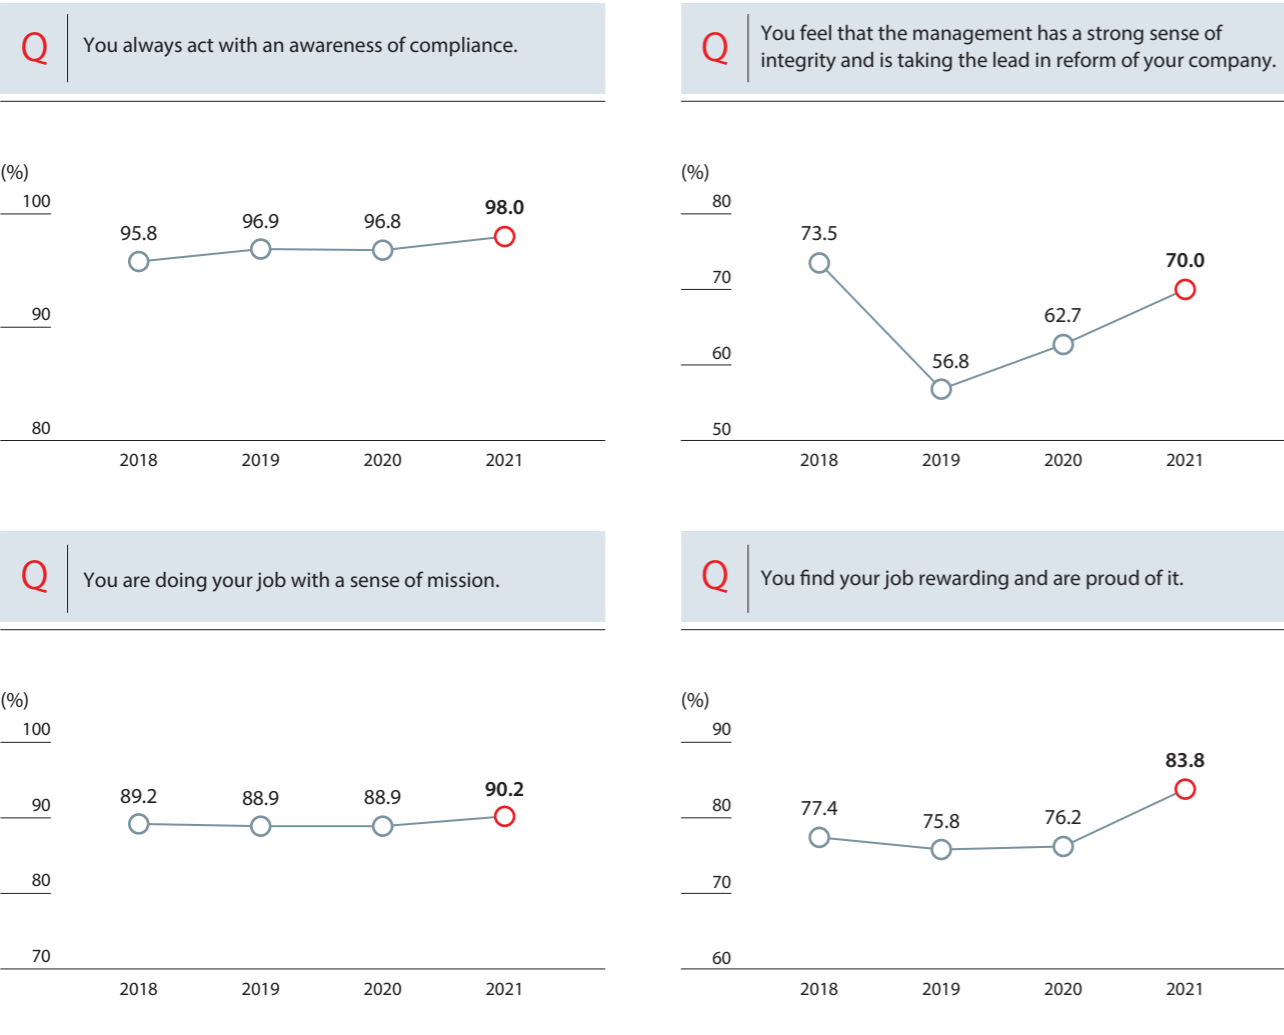 Q
You always act with an awareness of compliance.
(%)
100
90
80
95.8
96.9
96.8
98.0
2018 2019 2020 2021
Q
You feel that the management has a strong sense of
integrity and is taking the lead in reform of your company.
(%)
80
70
60
50
73.5
56.8
62.7
70.0
2018 2019 2020 2021
Q
You are doing your job with a sense of mission.
(%)
100
90
80
70
89.2
88.9
88.9
90.2
2018 2019 2020 2021
Q
You find your job rewarding and are proud of it.
(%)
90
80
70
60
77.4
75.8
76.2
83.8
2018 2019 2020 2021